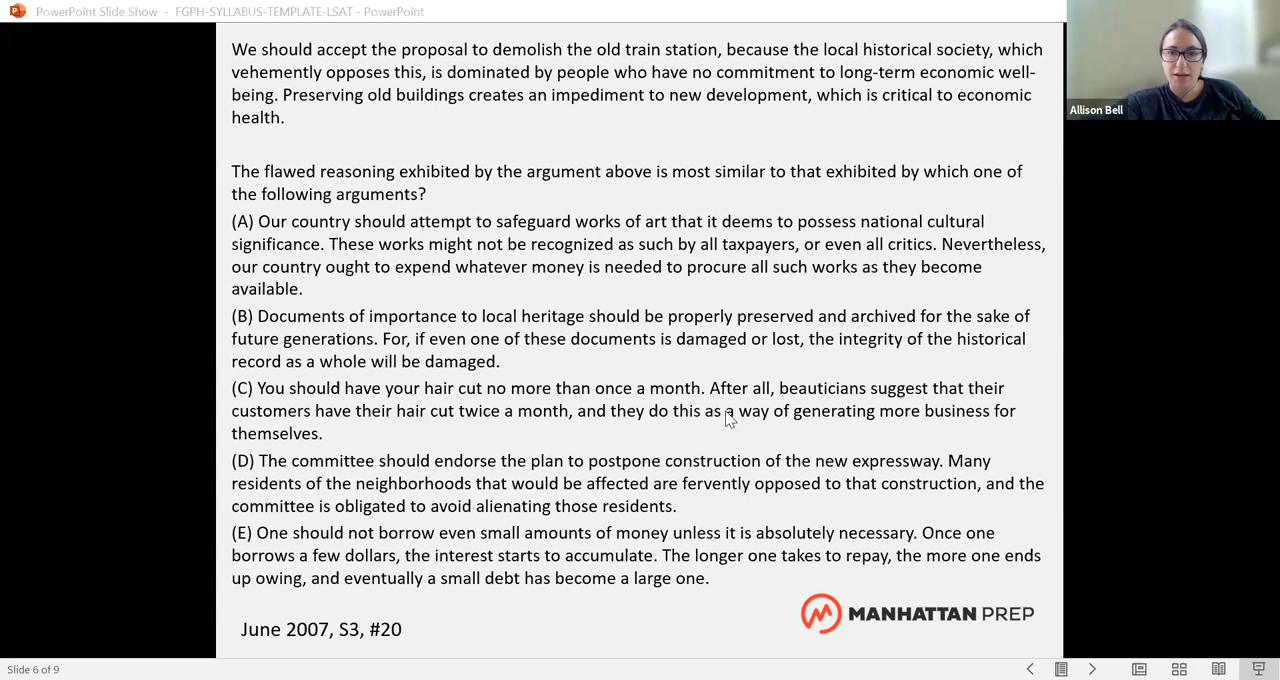 PowerPoint Slide Show - FGPH-SYLLABUS-TEMPLATE-LSAT - PowerPoint
We should accept the proposal to demolish the old train station, because the local historical society, which
vehemently opposes this, is dominated by people who have no commitment to long-term economic well-
being. Preserving old buildings creates an impediment to new development, which is critical to economic
health.
The flawed reasoning exhibited by the argument above is most similar to that exhibited by which one of
the following arguments?
(A) Our country should attempt to safeguard works of art that it deems to possess national cultural
significance. These works might not be recognized as such by all taxpayers, or even all critics. Nevertheless,
our country ought to expend whatever money is needed to procure all such works as they become
available.
(B) Documents of importance to local heritage should be properly preserved and archived for the sake of
future generations. For, if even one of these documents is damaged or lost, the integrity of the historical
record as a whole will be damaged.
(C) You should have your hair cut no more than once a month. After all, beauticians suggest that their
customers have their hair cut twice a month, and they do this as a way of generating more business for
themselves.
(D) The committee should endorse the plan to postpone construction of the new expressway. Many
residents of the neighborhoods that would be affected are fervently opposed to that construction, and the
committee is obligated to avoid alienating those residents.
(E) One should not borrow even small amounts of money unless it is absolutely necessary. Once one
borrows a few dollars, the interest starts to accumulate. The longer one takes to repay, the more one ends
up owing, and eventually a small debt has become a large one.
June 2007, S3, #20
MANHATTAN PREP
Allison Bell
Slide 6 of 9